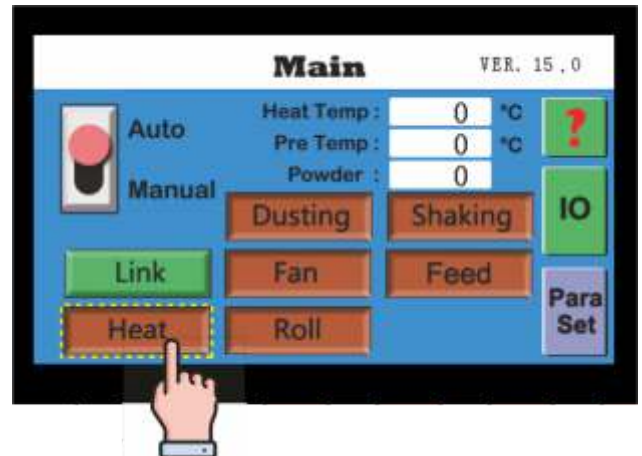 Main VER. 15.0
Auto
Manual
Heat Temp : 0 °C
Pre Temp : 0 °C
Powder : 0
?
IO
Dusting Shaking
Link Fan Feed
Para Set
Heat Roll